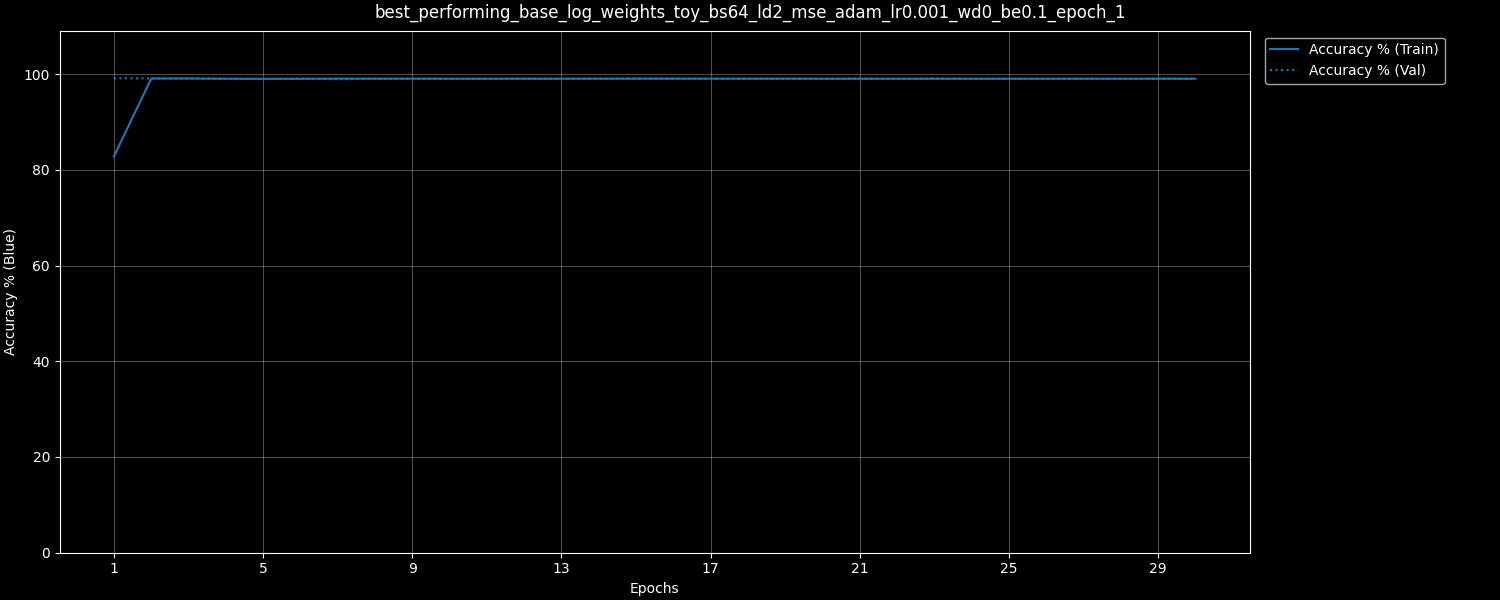 best_performing_base_log_weights_toy_bs64_ld2_mse_adam_lr0.001_wd0_be0.1_epoch_1
Accuracy % (Train)
Accuracy % (Val)
Accuracy % (Blue)
100
80
60
40
20
0
1 5 9 13 17 21 25 29
Epochs